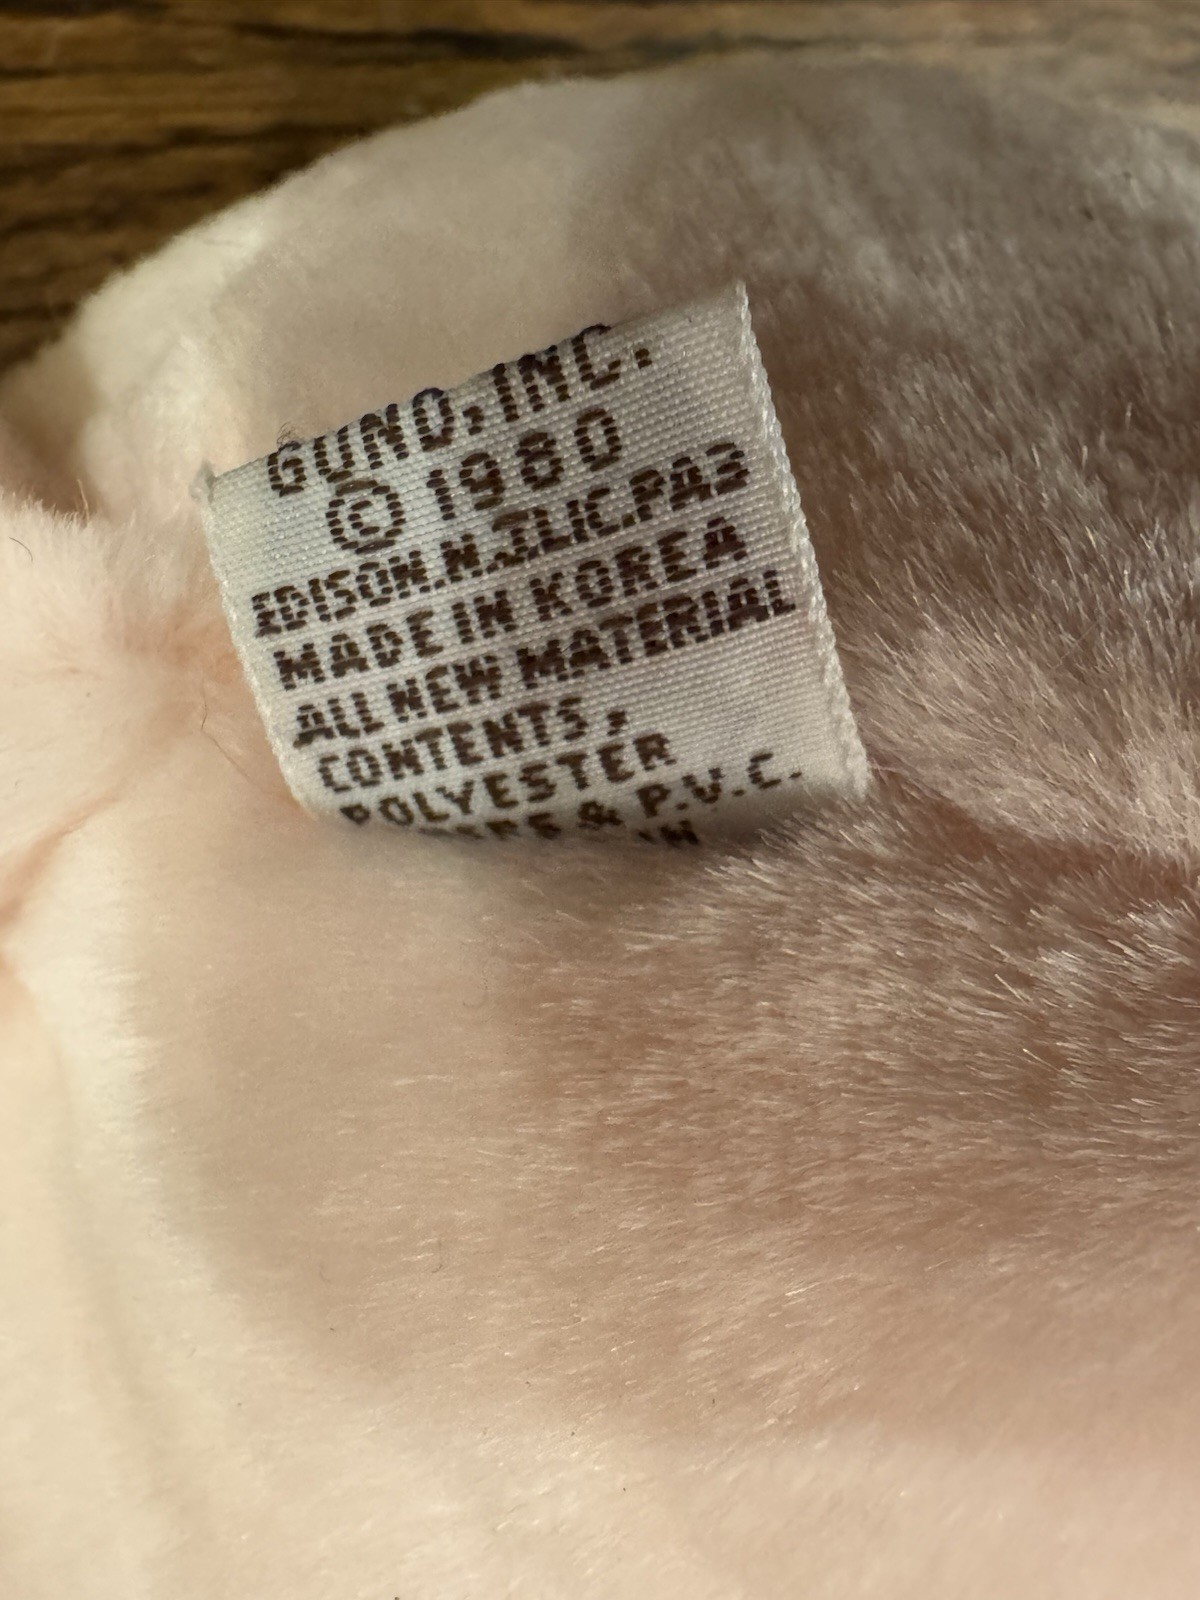 GUND, INC.
© 1980
EDISON.N.J.LIC.PA3
MADE IN KOREA
ALL NEW MATERIAL
CONTENTS,
POLYESTER
& P.V.C.